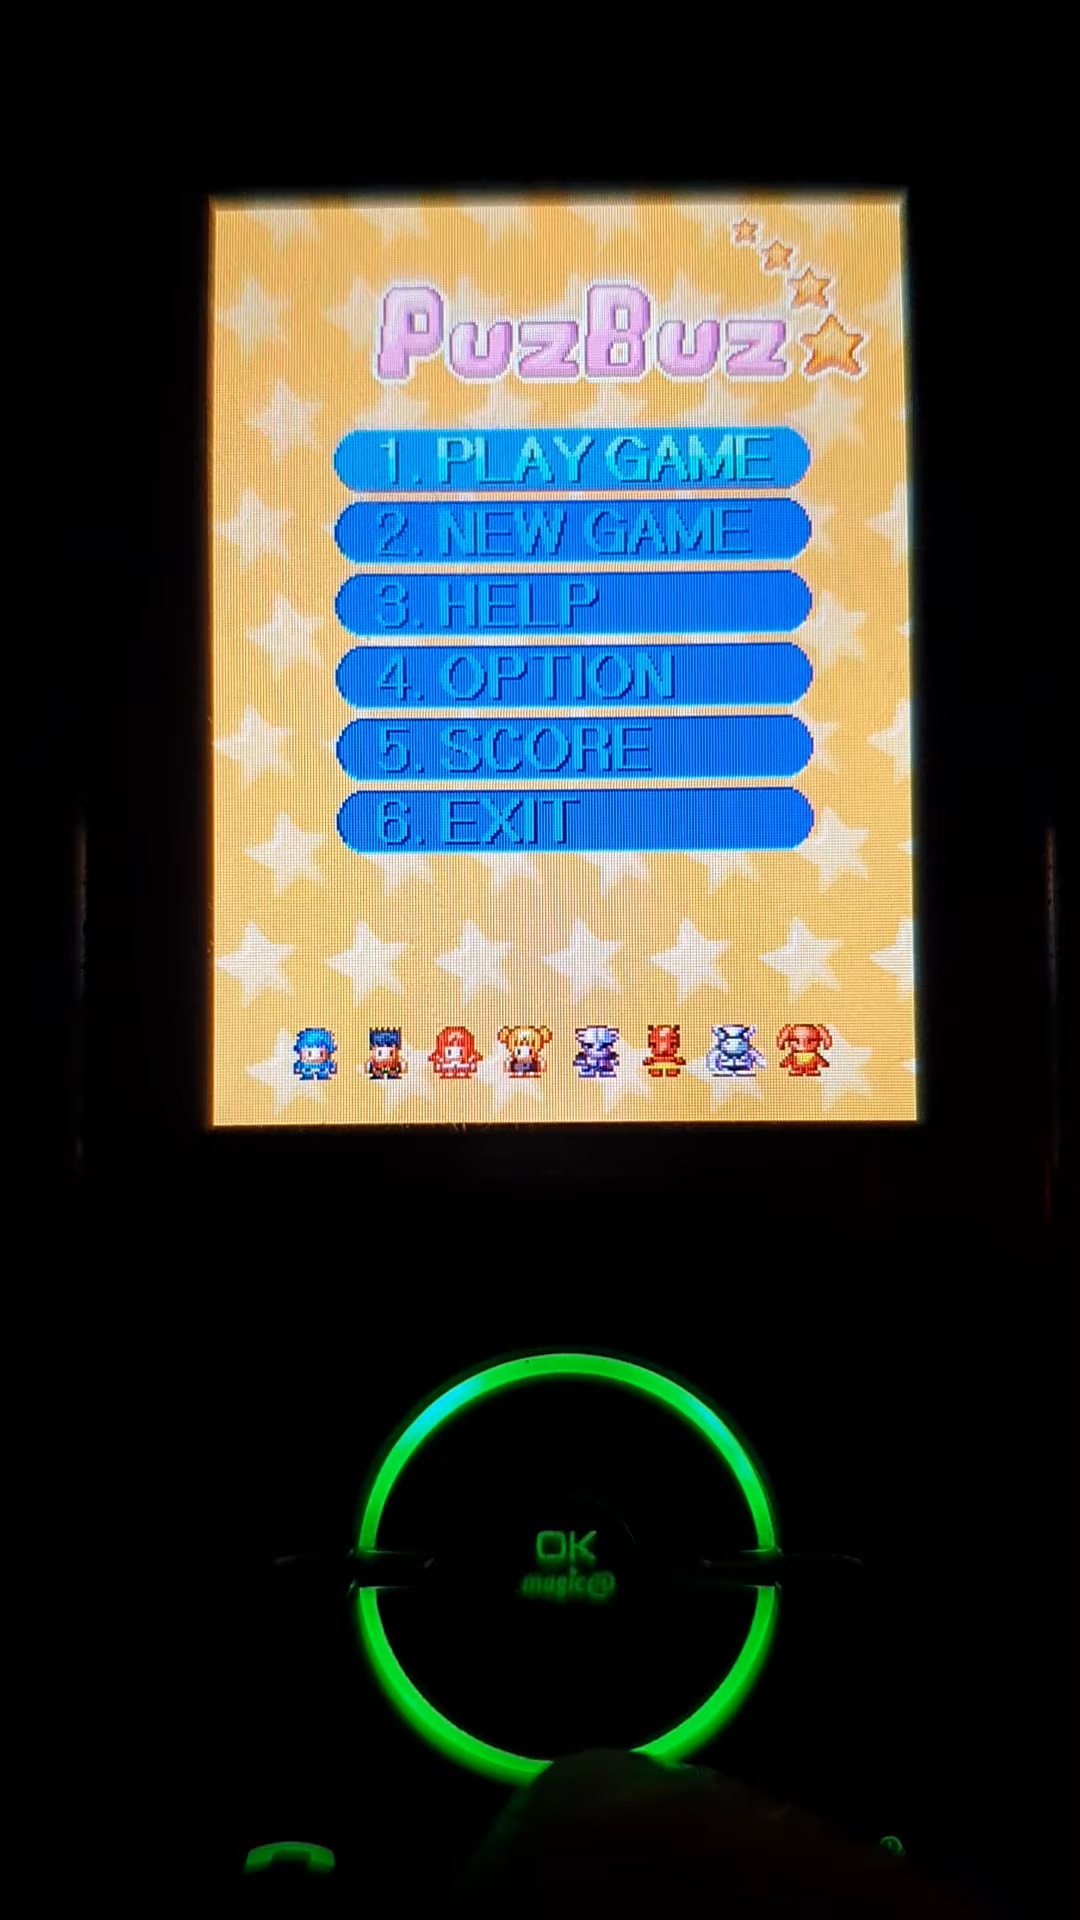 PuzBuz
1. PLAY GAME
2. NEW GAME
3. HELP
4. OPTION
5. SCORE
6. EXIT
OK
magic@